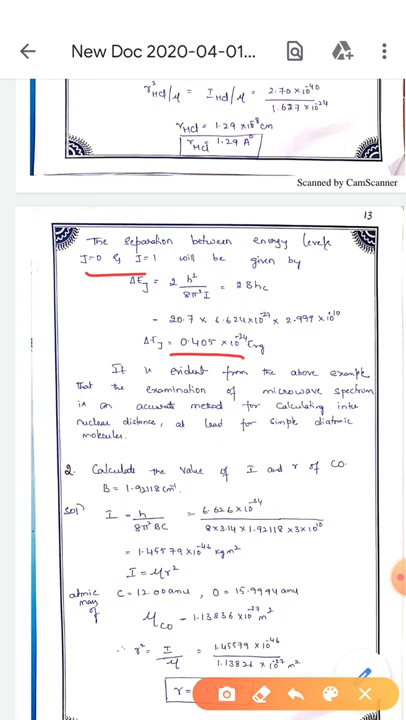 New Doc 2020-04-01...
r²HCl/μ = IHCl/μ = 2.70 × 10⁻⁴⁰ / 1.627 × 10⁻²⁴
rHCl = 1.29 × 10⁻⁸ cm
rHCl = 1.29 A°
Scanned by CamScanner
13
The separation between energy levels
J=0 & J=1 will be given by
ΔEJ = 2 h²/8π²I = 2Bhc
= 20.7 × 6.624×10⁻²⁷ × 2.999×10⁻¹⁰
ΔEJ = 0.405 × 10⁻³⁴ Erg
It is evident from the above example
that the examination of microwave spectrum
is an accurate method for calculating inter
nuclear distance, at least for simple diatmic
molecules.
2. Calculate the value of I and r of CO.
B = 1.92118 cm⁻¹
Sol) I = h/8π²BC = 6.626×10⁻³⁴ / 8×3.14×1.92118×3×10¹⁰
= 1.45579×10⁻⁴⁶ kgm²
I = μr²
atmic mass of C = 12.00 amu, O = 15.9994 amu
μCO = 1.13836 ×10⁻²⁷ m²
∴ r² = I/μ = 1.45579 ×10⁻⁴⁶ / 1.13826 ×10⁻²⁷ m²
r =